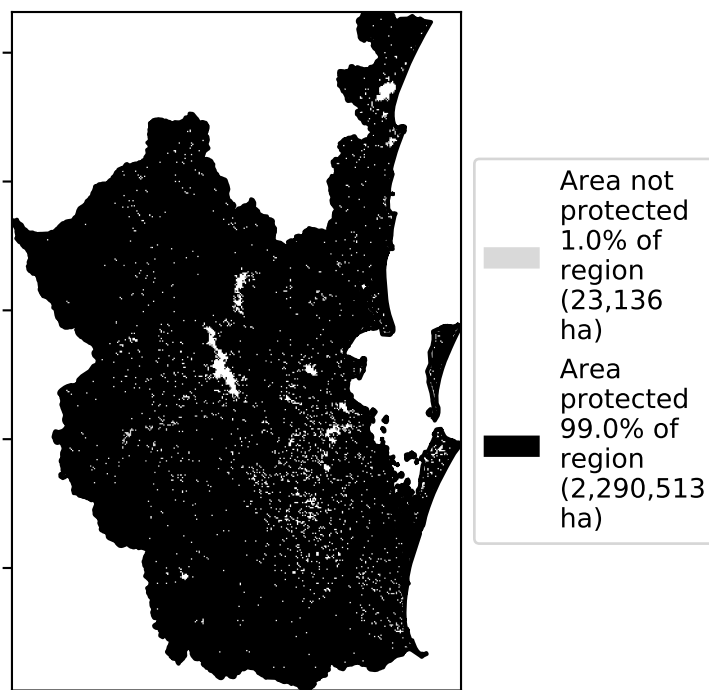 Area not
protected
1.0% of
region
(23,136
ha)
Area
protected
99.0% of
region
(2,290,513
ha)